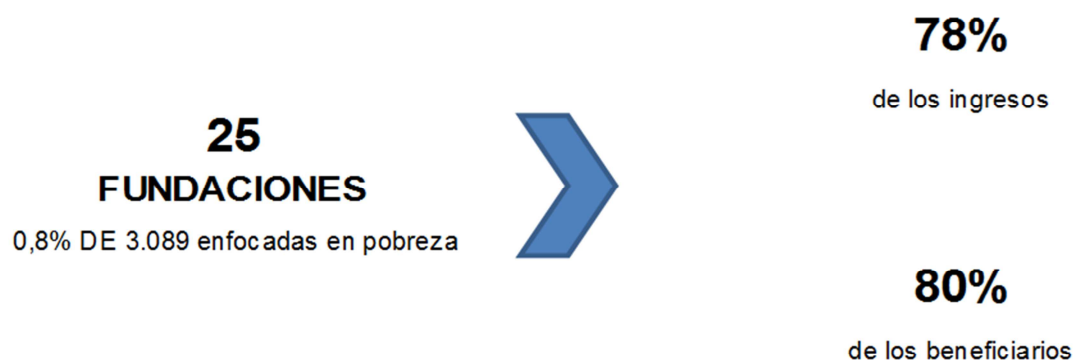 25
FUNDACIONES
0,8% DE 3.089 enfocadas en pobreza
78%
de los ingresos
80%
de los beneficiarios